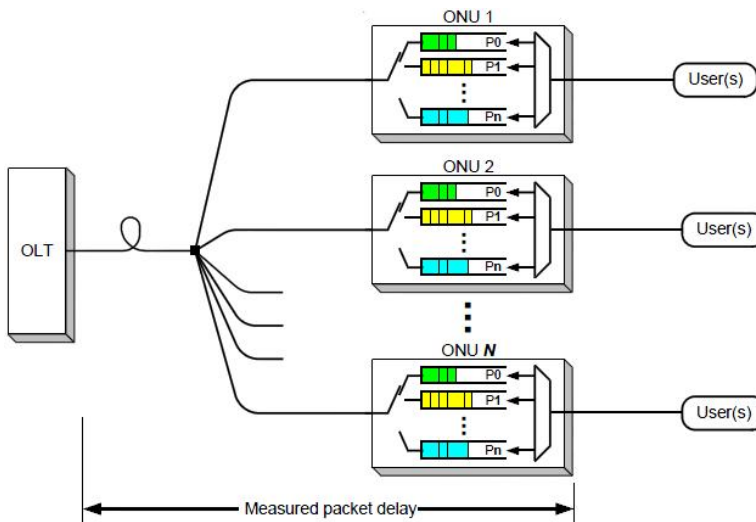 ONU 1
P0
P1
Pn
User(s)
ONU 2
P0
P1
Pn
User(s)
OLT
ONU N
P0
P1
Pn
User(s)
Measured packet delay